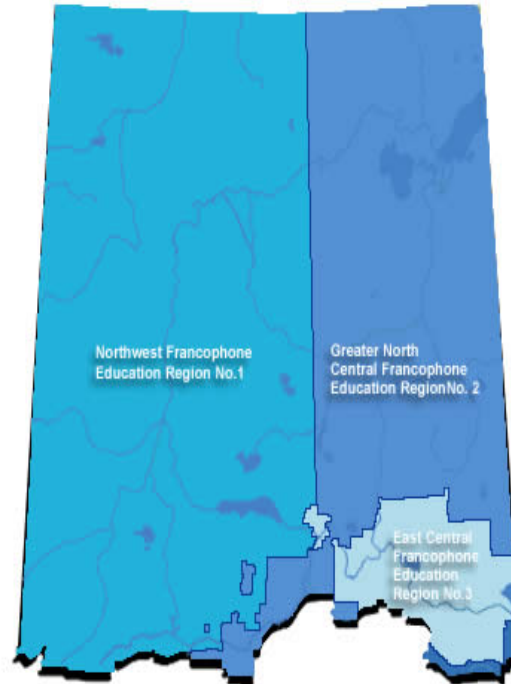 Northwest Francophone
Education Region No.1
Greater North
Central Francophone
Education RegionNo. 2
East Central
Francophone
Education
Region No.3